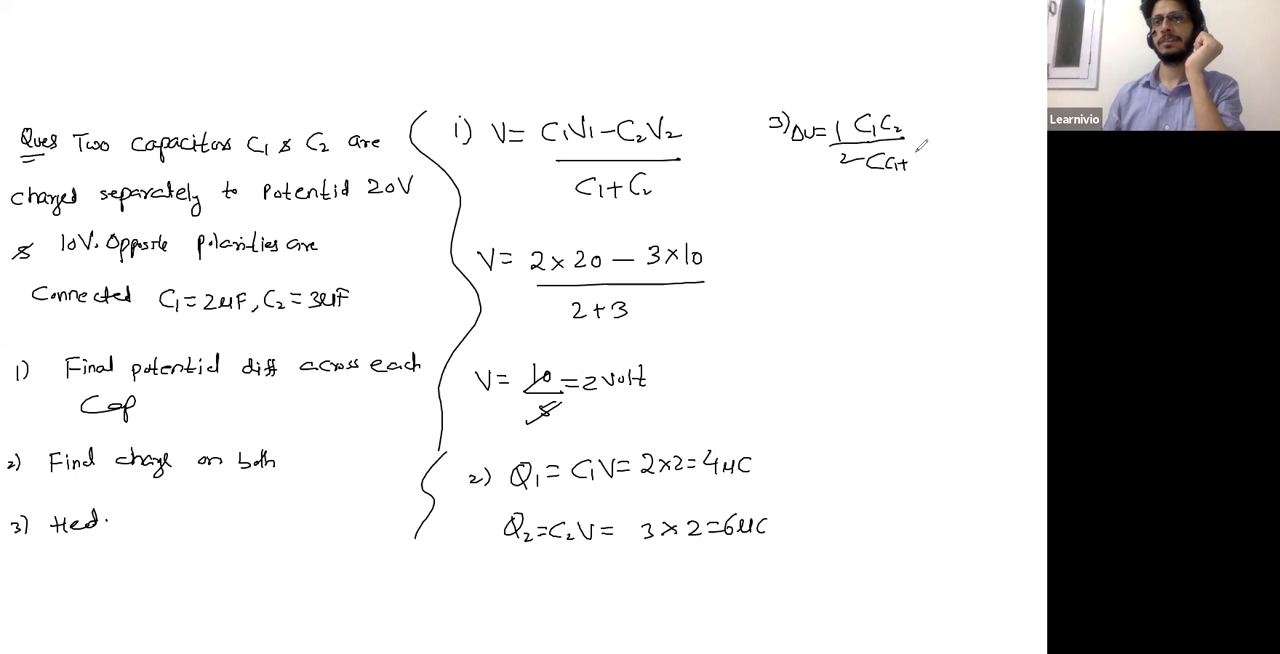 Ques Two capacitors C₁ & C₂ are
charged separately to Potential 20V
& 10V. Opposite polarities are
Connected C₁ = 2μF, C₂ = 3μF
1) Final potential diff across each
Cap
2) Find charge on both
3)
1) V = C₁V₁ - C₂V₂
C₁ + C₂
V = 2 × 20 - 3 × 10
2 + 3
V = 10 = 2 volt
5
2) Q₁ = C₁V = 2×2 = 4μC
Q₂ = C₂V = 3 × 2 = 6μC
3) ΔU = 1 C₁C₂
2 CC₁+
Learnivio